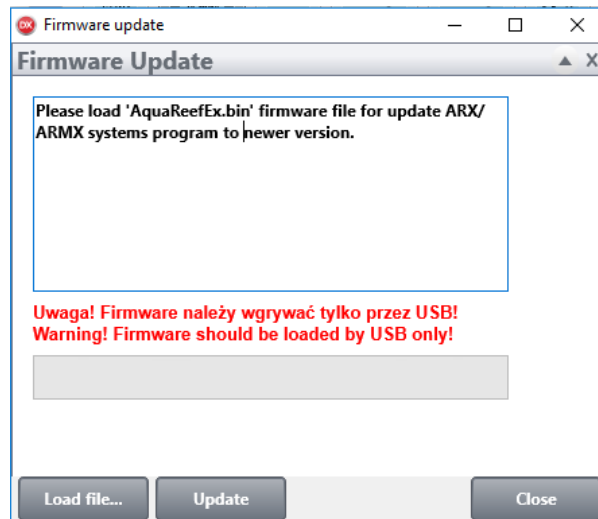 DX Firmware update
Firmware Update
X
Please load 'AquaReefEx.bin' firmware file for update ARX/
ARMX systems program to newer version.
Uwaga! Firmware należy wgrywać tylko przez USB!
Warning! Firmware should be loaded by USB only!
Load file...
Update
Close